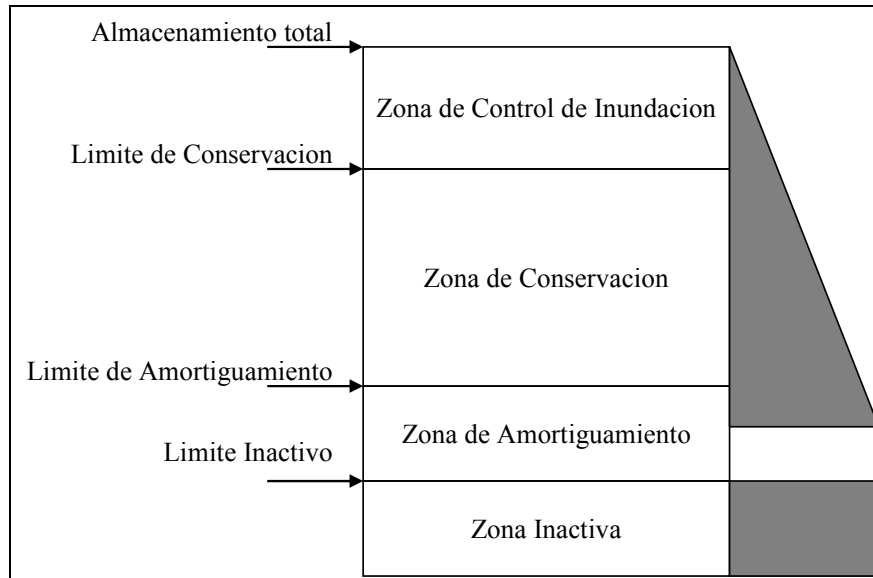 Almacenamiento total
Zona de Control de Inundacion
Limite de Conservacion
Zona de Conservacion
Limite de Amortiguamiento
Zona de Amortiguamiento
Limite Inactivo
Zona Inactiva